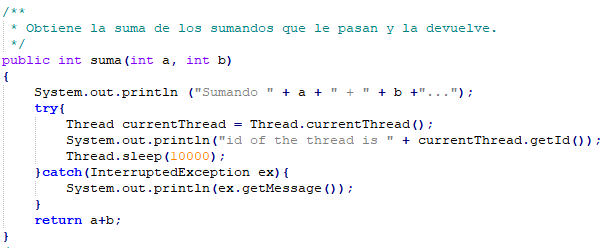 /**
 * Obtiene la suma de los sumandos que le pasan y la devuelve.
 */
public int suma(int a, int b)
{
    System.out.println ("Sumando " + a + " + " + b +"...");
    try{
        Thread currentThread = Thread.currentThread();
        System.out.println("id of the thread is " + currentThread.getId());
        Thread.sleep(10000);
    }catch(InterruptedException ex){
        System.out.println(ex.getMessage());
    }
    return a+b;
}